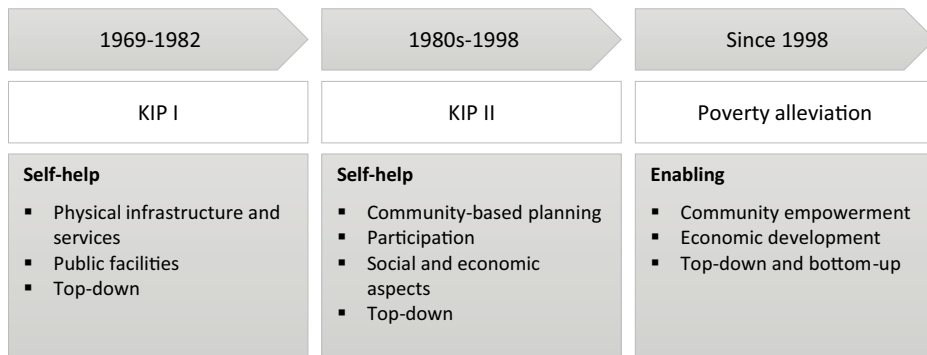 1969-1982
1980s-1998
Since 1998
KIP I
KIP II
Poverty alleviation
Self-help
▪ Physical infrastructure and
services
▪ Public facilities
▪ Top-down
Self-help
▪ Community-based planning
▪ Participation
▪ Social and economic
aspects
▪ Top-down
Enabling
▪ Community empowerment
▪ Economic development
▪ Top-down and bottom-up